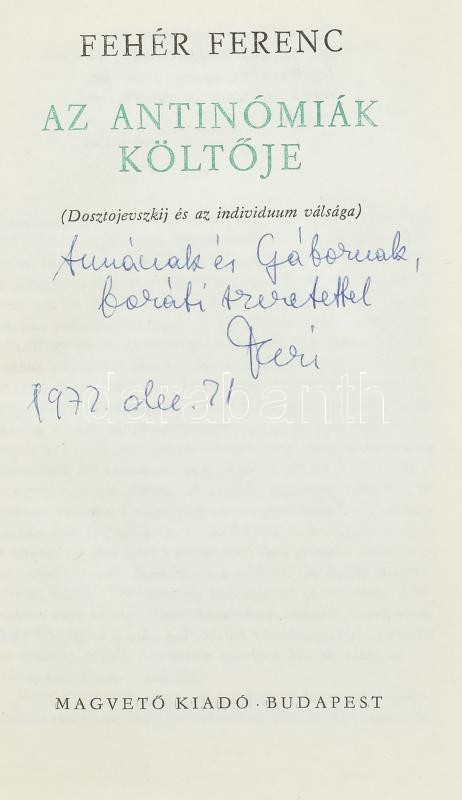 FEHÉR FERENC
AZ ANTINÓMIÁK
KÖLTŐJE
(Dosztojevszkij és az individuum válsága)
Annának és Gábornak,
baráti szeretettel
Feri
1972. dec. 21
darabanth
MAGVETŐ KIADÓ · BUDAPEST